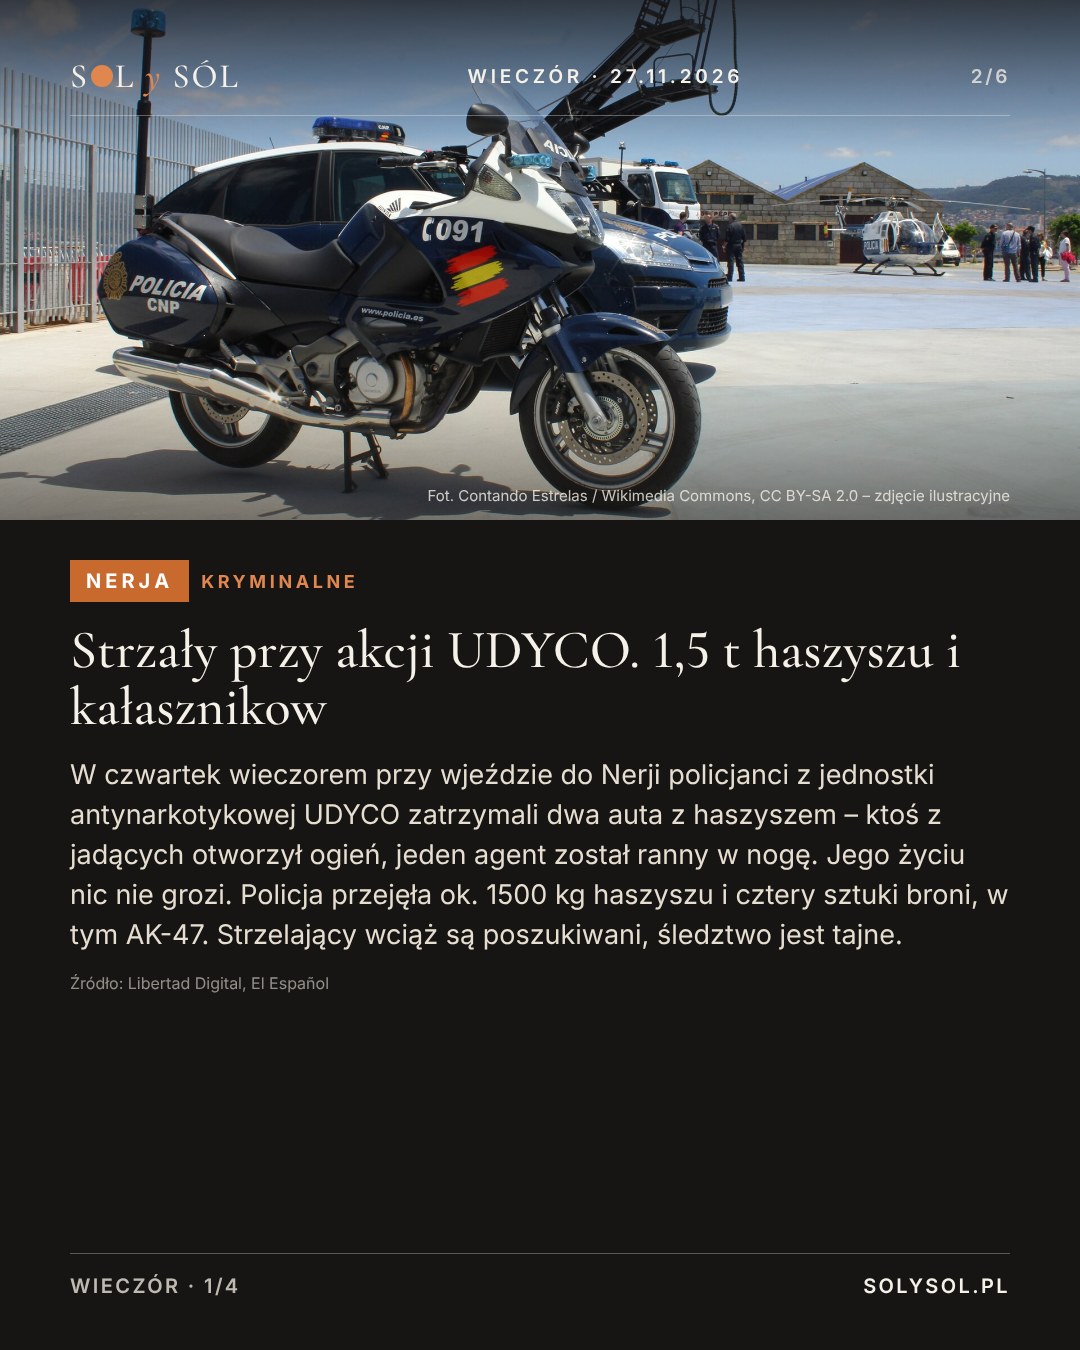 SOL y SÓL
WIECZÓR · 27.11.2026
2/6
091
POLICIA
CNP
www.policia.es
Fot. Contando Estrelas / Wikimedia Commons, CC BY-SA 2.0 – zdjęcie ilustracyjne
NERJA KRYMINALNE
Strzały przy akcji UDYCO. 1,5 t haszyszu i
kałasznikow
W czwartek wieczorem przy wjeździe do Nerji policjanci z jednostki
antynarkotykowej UDYCO zatrzymali dwa auta z haszyszem – ktoś z
jadących otworzył ogień, jeden agent został ranny w nogę. Jego życiu
nic nie grozi. Policja przejęła ok. 1500 kg haszyszu i cztery sztuki broni, w
tym AK-47. Strzelający wciąż są poszukiwani, śledztwo jest tajne.
Źródło: Libertad Digital, El Español
WIECZÓR · 1/4
SOLYSOL.PL